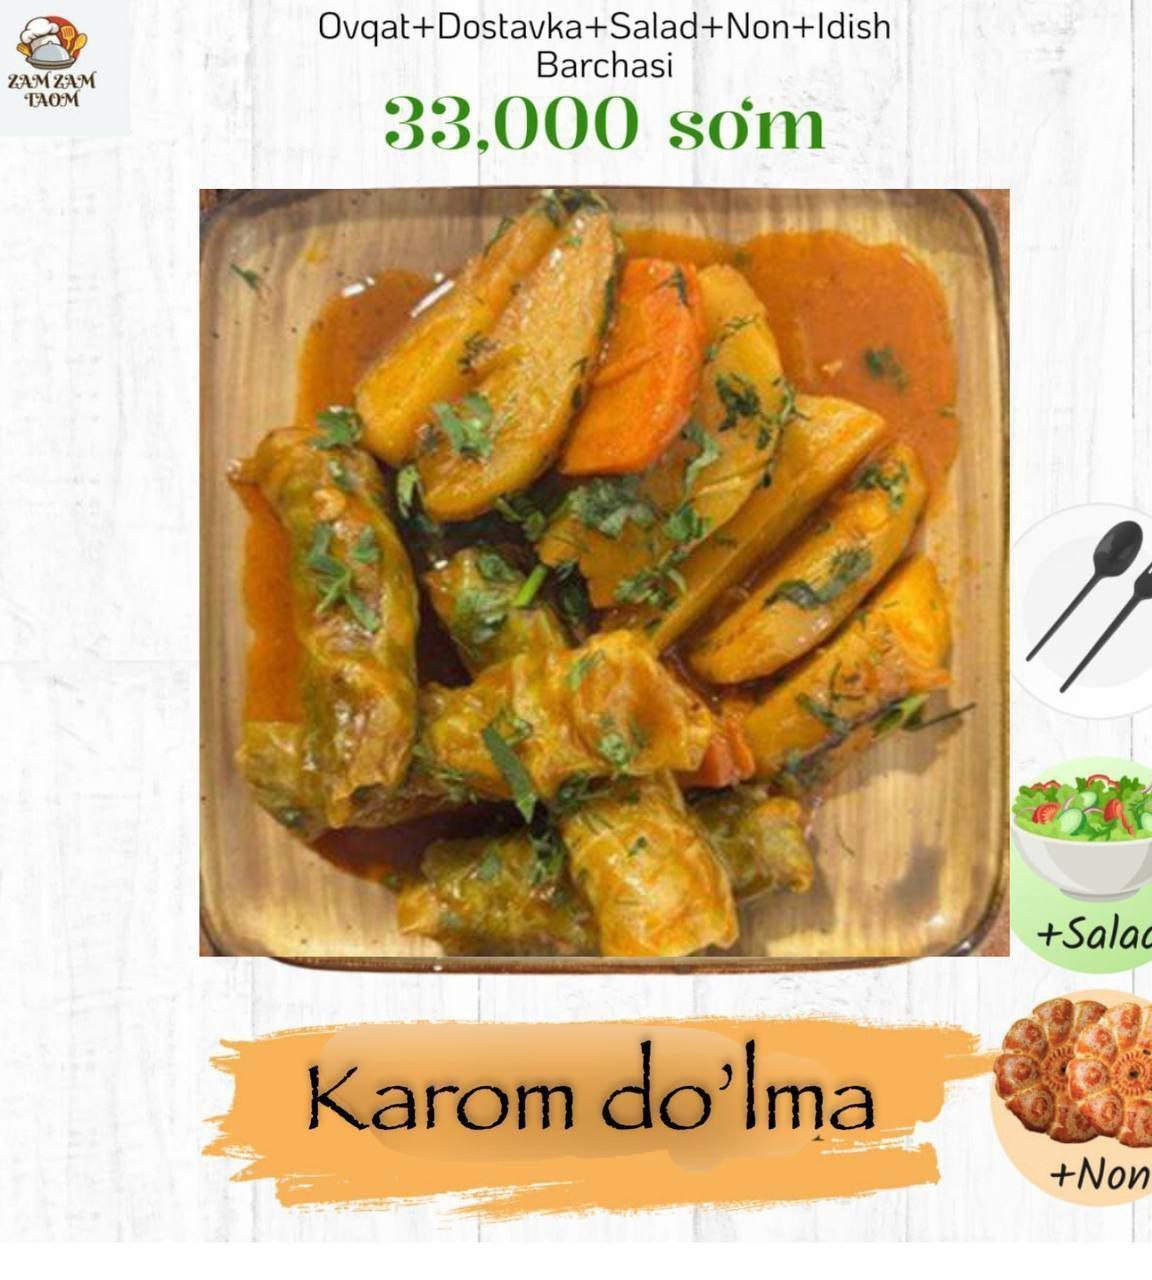 ZAM ZAM
TAOM
Ovqat+Dostavka+Salad+Non+Idish
Barchasi
33,000 so'm
+Salad
Karom do'lma
+Non